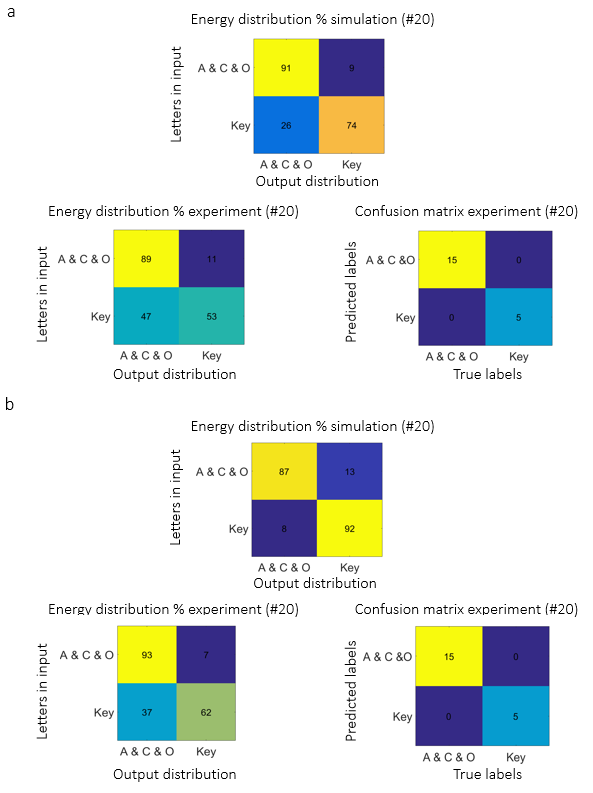 a
Energy distribution % simulation (#20)
Letters in input
A & C & O 91 9
Key 26 74
A & C & O Key
Output distribution
Energy distribution % experiment (#20)
Letters in input
A & C & O 89 11
Key 47 53
A & C & O Key
Output distribution
Confusion matrix experiment (#20)
Predicted labels
A & C &O 15 0
Key 0 5
A & C & O Key
True labels
b
Energy distribution % simulation (#20)
Letters in input
A & C & O 87 13
Key 8 92
A & C & O Key
Output distribution
Energy distribution % experiment (#20)
Letters in input
A & C & O 93 7
Key 37 62
A & C & O Key
Output distribution
Confusion matrix experiment (#20)
Predicted labels
A & C &O 15 0
Key 0 5
A & C & O Key
True labels